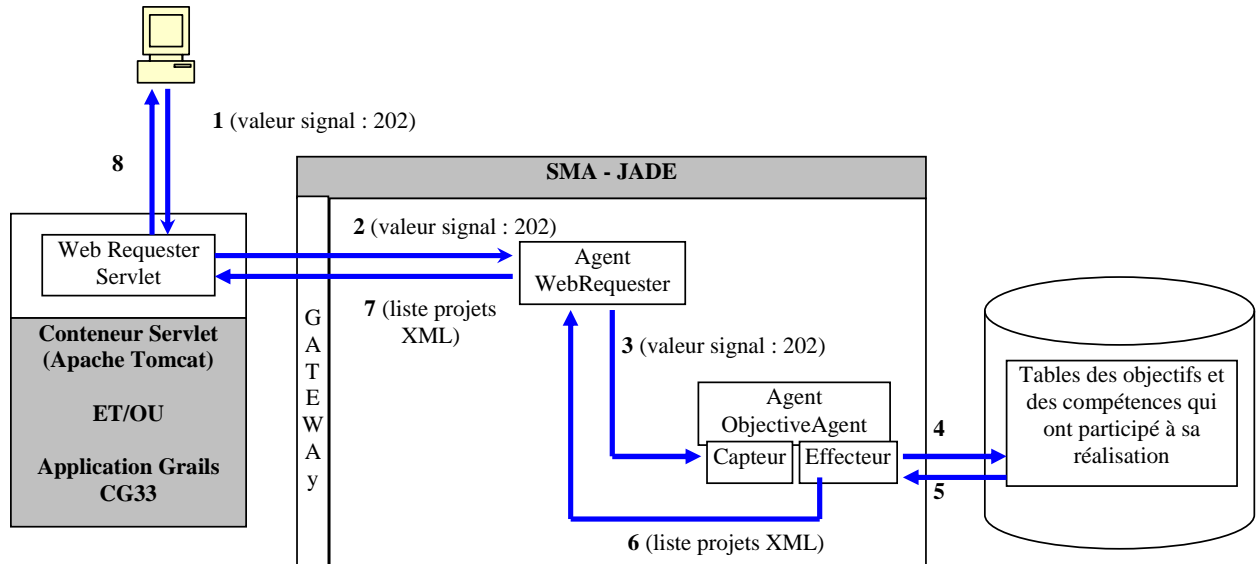 1 (valeur signal : 202)
8
SMA - JADE
2 (valeur signal : 202)
Web Requester
Servlet
Agent
WebRequester
7 (liste projets
XML)
G
A
T
E
W
A
y
Conteneur Servlet
(Apache Tomcat)
ET/OU
Application Grails
CG33
3 (valeur signal : 202)
Agent
ObjectiveAgent
Capteur
Effecteur
4
5
Tables des objectifs et
des compétences qui
ont participé à sa
réalisation
6 (liste projets XML)